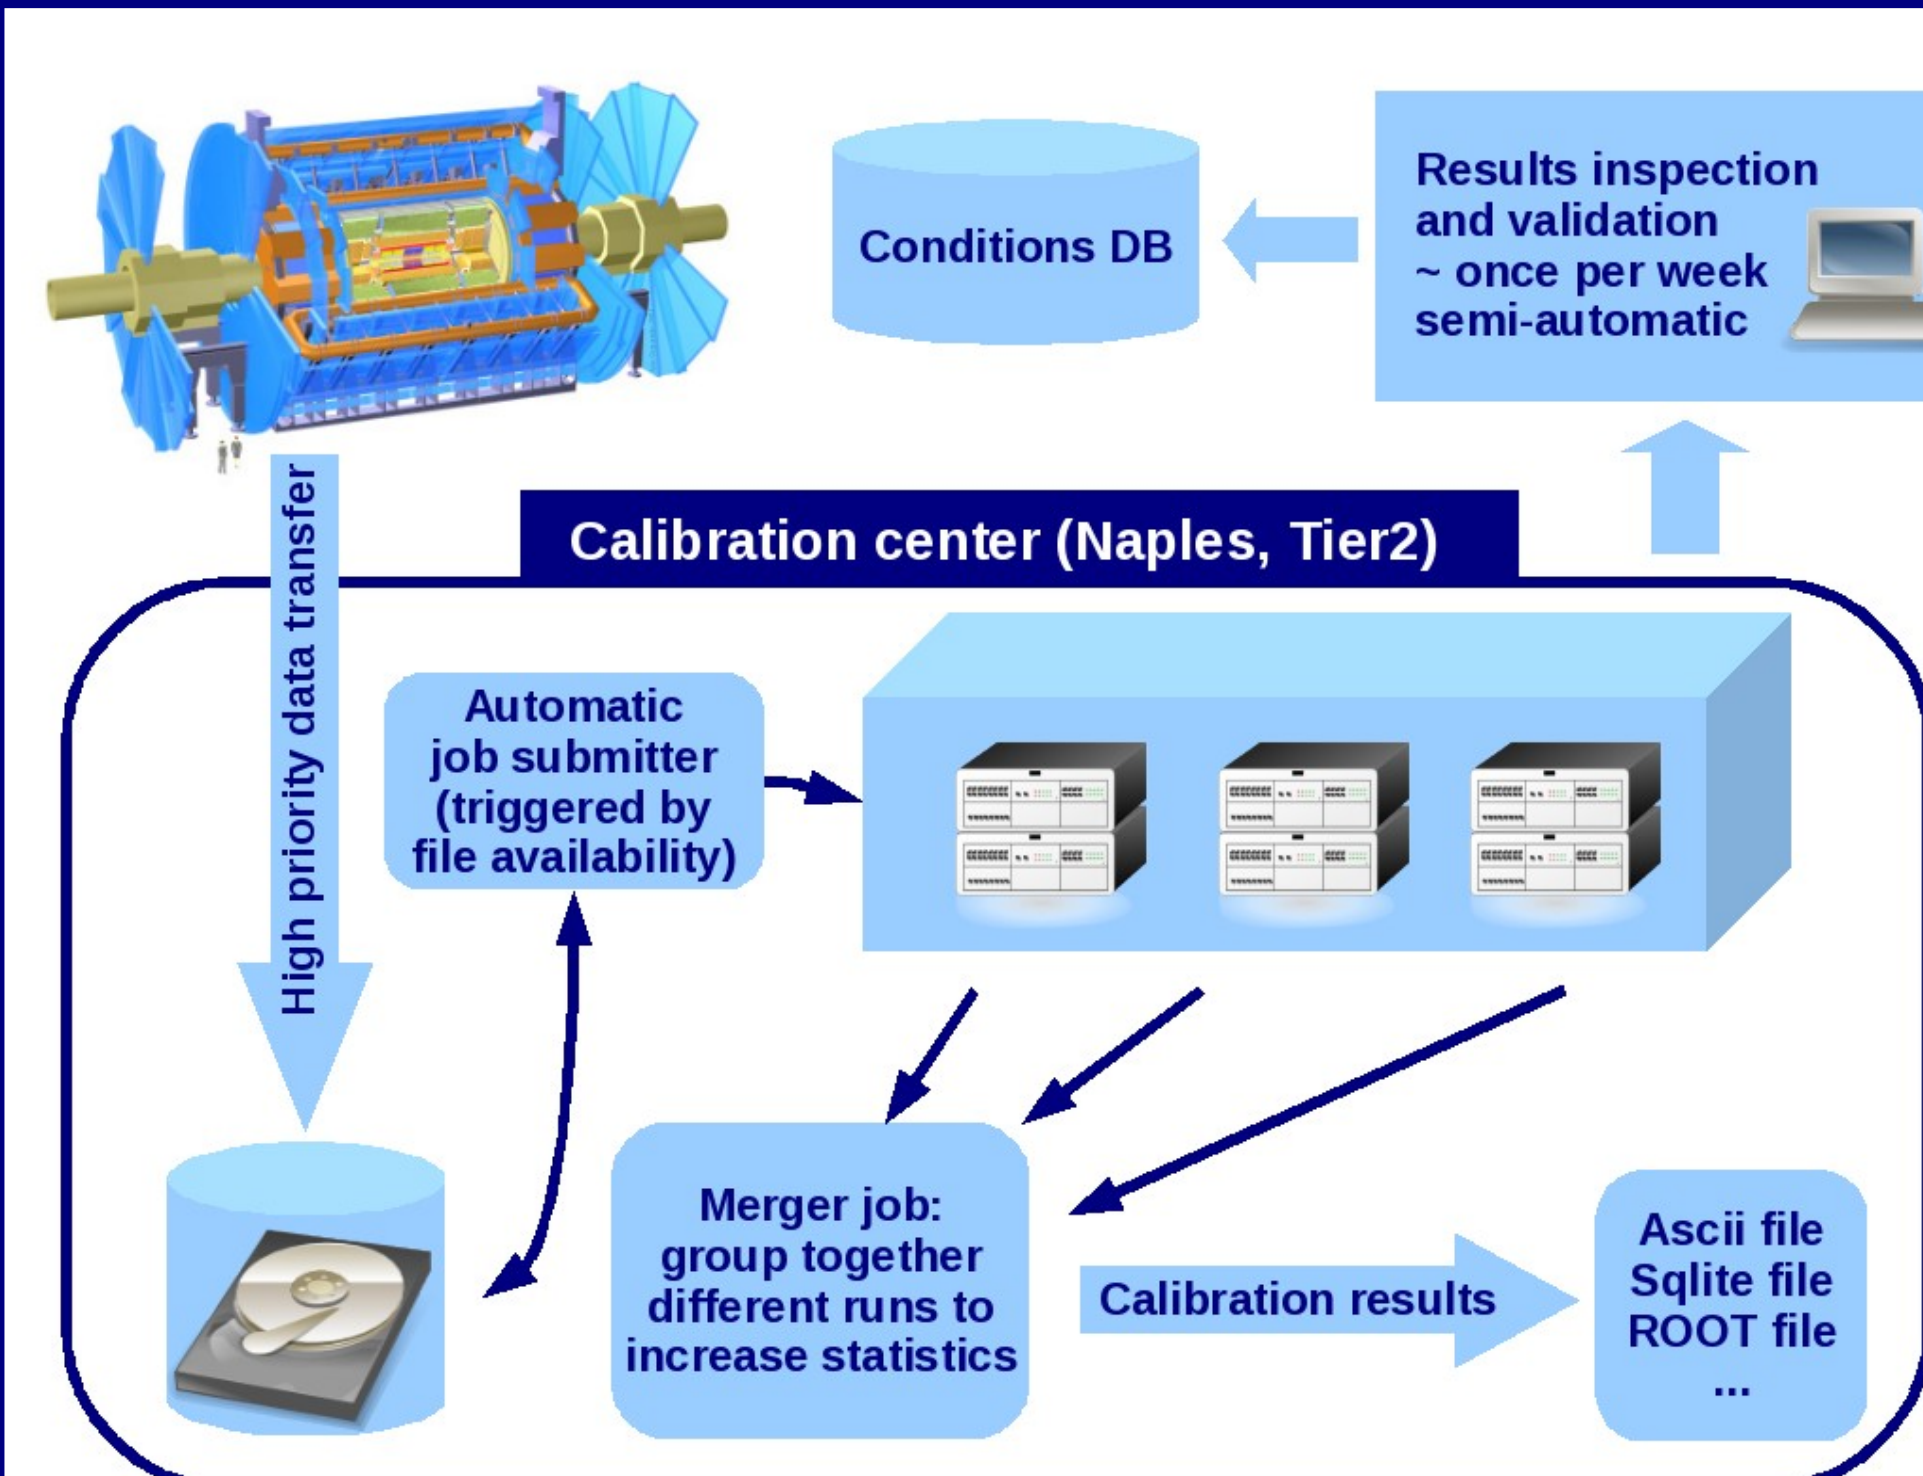 Conditions DB
Results inspection
and validation
~ once per week
semi-automatic
High priority data transfer
Calibration center (Naples, Tier2)
Automatic
job submitter
(triggered by
file availability)
Merger job:
group together
different runs to
increase statistics
Calibration results
Ascii file
Sqlite file
ROOT file
...